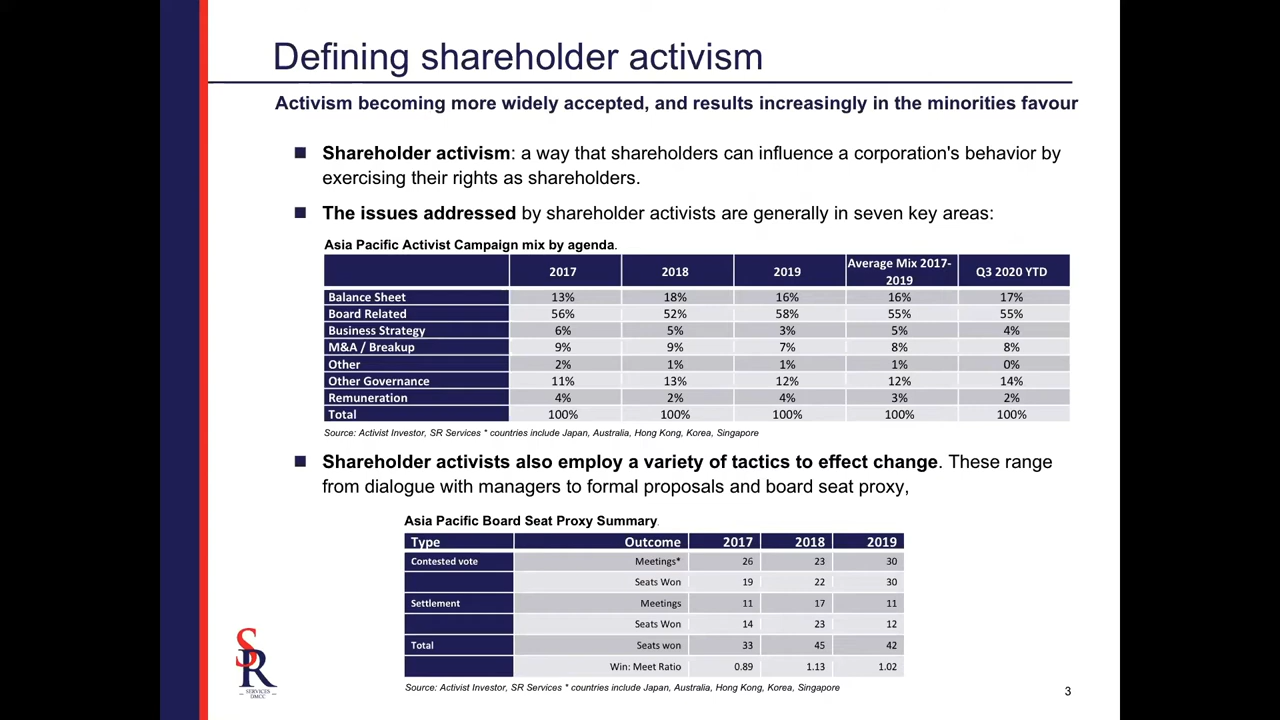 Defining shareholder activism
Activism becoming more widely accepted, and results increasingly in the minorities favour
■ Shareholder activism: a way that shareholders can influence a corporation's behavior by
exercising their rights as shareholders.
■ The issues addressed by shareholder activists are generally in seven key areas:
Asia Pacific Activist Campaign mix by agenda.
2017 2018 2019 Average Mix 2017-
2019 Q3 2020 YTD
Balance Sheet 13% 18% 16% 16% 17%
Board Related 56% 52% 58% 55% 55%
Business Strategy 6% 5% 3% 5% 4%
M&A / Breakup 9% 9% 7% 8% 8%
Other 2% 1% 1% 1% 0%
Other Governance 11% 13% 12% 12% 14%
Remuneration 4% 2% 4% 3% 2%
Total 100% 100% 100% 100% 100%
Source: Activist Investor, SR Services * countries include Japan, Australia, Hong Kong, Korea, Singapore
■ Shareholder activists also employ a variety of tactics to effect change. These range
from dialogue with managers to formal proposals and board seat proxy,
Asia Pacific Board Seat Proxy Summary.
Type Outcome 2017 2018 2019
Contested vote Meetings* 26 23 30
Seats Won 19 22 30
Settlement Meetings 11 17 11
Seats Won 14 23 12
Total Seats won 33 45 42
Win: Meet Ratio 0.89 1.13 1.02
Source: Activist Investor, SR Services * countries include Japan, Australia, Hong Kong, Korea, Singapore
SR
SERVICES
DMCC
3